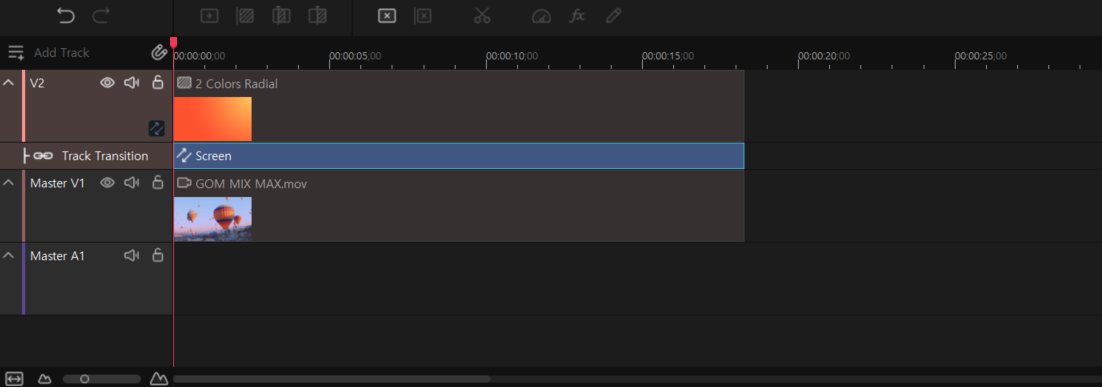 Add Track
00:00:00;00 00:00:05;00 00:00:10;00 00:00:15;00 00:00:20;00 00:00:25;00
V2
2 Colors Radial
Track Transition
Screen
Master V1
GOM MIX MAX.mov
Master A1